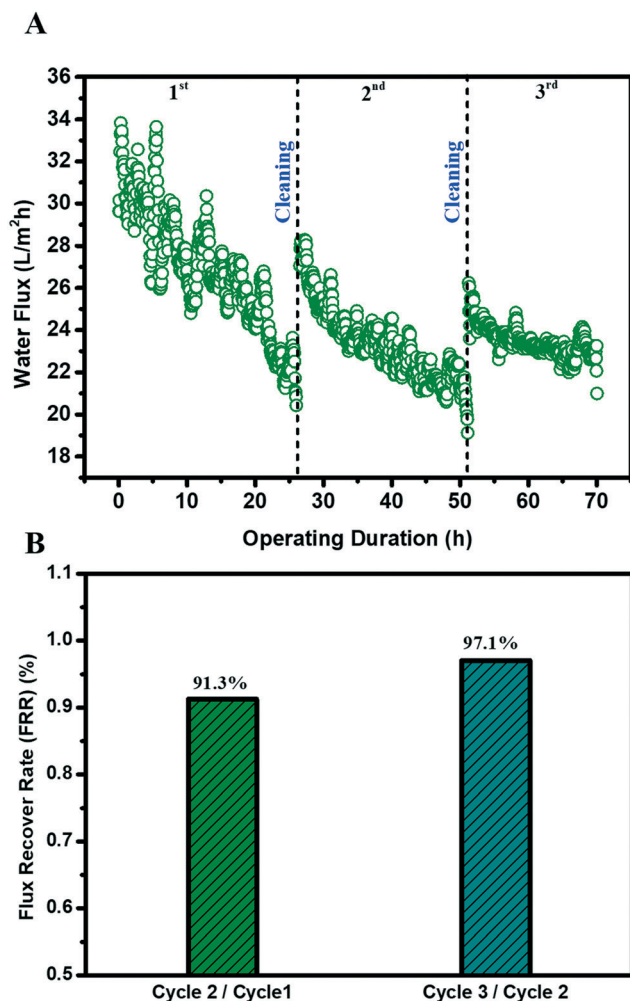 A
36
34
32
30
28
26
24
22
20
18
Water Flux (L/m²h)
1st
2nd
3rd
Cleaning
Cleaning
0 10 20 30 40 50 60 70
Operating Duration (h)
B
1.1
1.0
0.9
0.8
0.7
0.6
0.5
Flux Recover Rate (FRR) (%)
91.3%
97.1%
Cycle 2 / Cycle1
Cycle 3 / Cycle 2